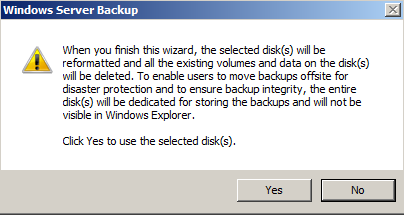 Windows Server Backup
When you finish this wizard, the selected disk(s) will be
reformatted and all the existing volumes and data on the disk(s)
will be deleted. To enable users to move backups offsite for
disaster protection and to ensure backup integrity, the entire
disk(s) will be dedicated for storing the backups and will not be
visible in Windows Explorer.
Click Yes to use the selected disk(s).
Yes
No